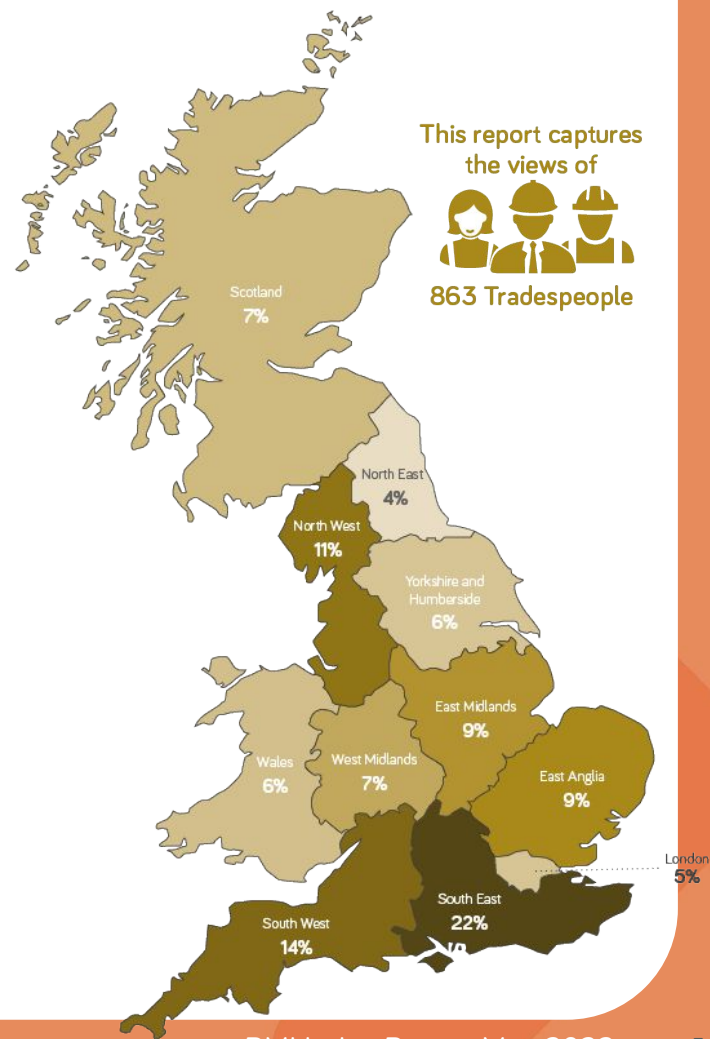 This report captures
the views of
863 Tradespeople
Scotland
7%
North East
4%
North West
11%
Yorkshire and
Humberside
6%
East Midlands
9%
West Midlands
7%
Wales
6%
East Anglia
9%
London
5%
South East
22%
South West
14%